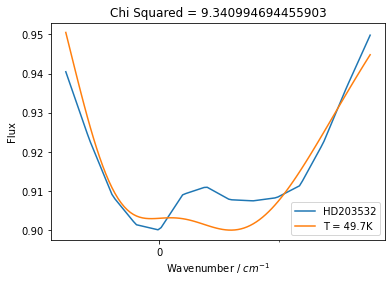 Chi Squared = 9.340994694455903
0.95
0.94
0.93
0.92
0.91
0.90
Flux
HD203532
T = 49.7K
0
Wavenumber / cm⁻¹